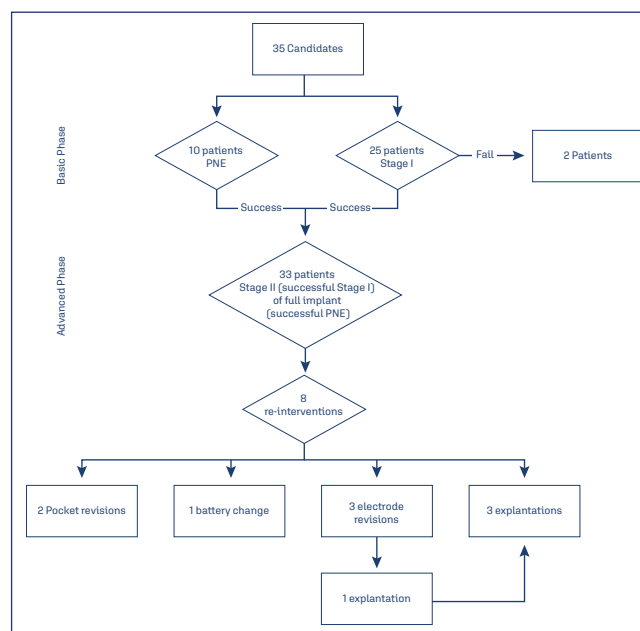 35 Candidates
Basic Phase
10 patients
PNE
25 patients
Stage I
Fail
2 Patients
Success
Success
Advanced Phase
33 patients
Stage II (successful Stage I)
of full implant
(successful PNE)
8
re-interventions
2 Pocket revisions
1 battery change
3 electrode
revisions
3 explantations
1 explantation